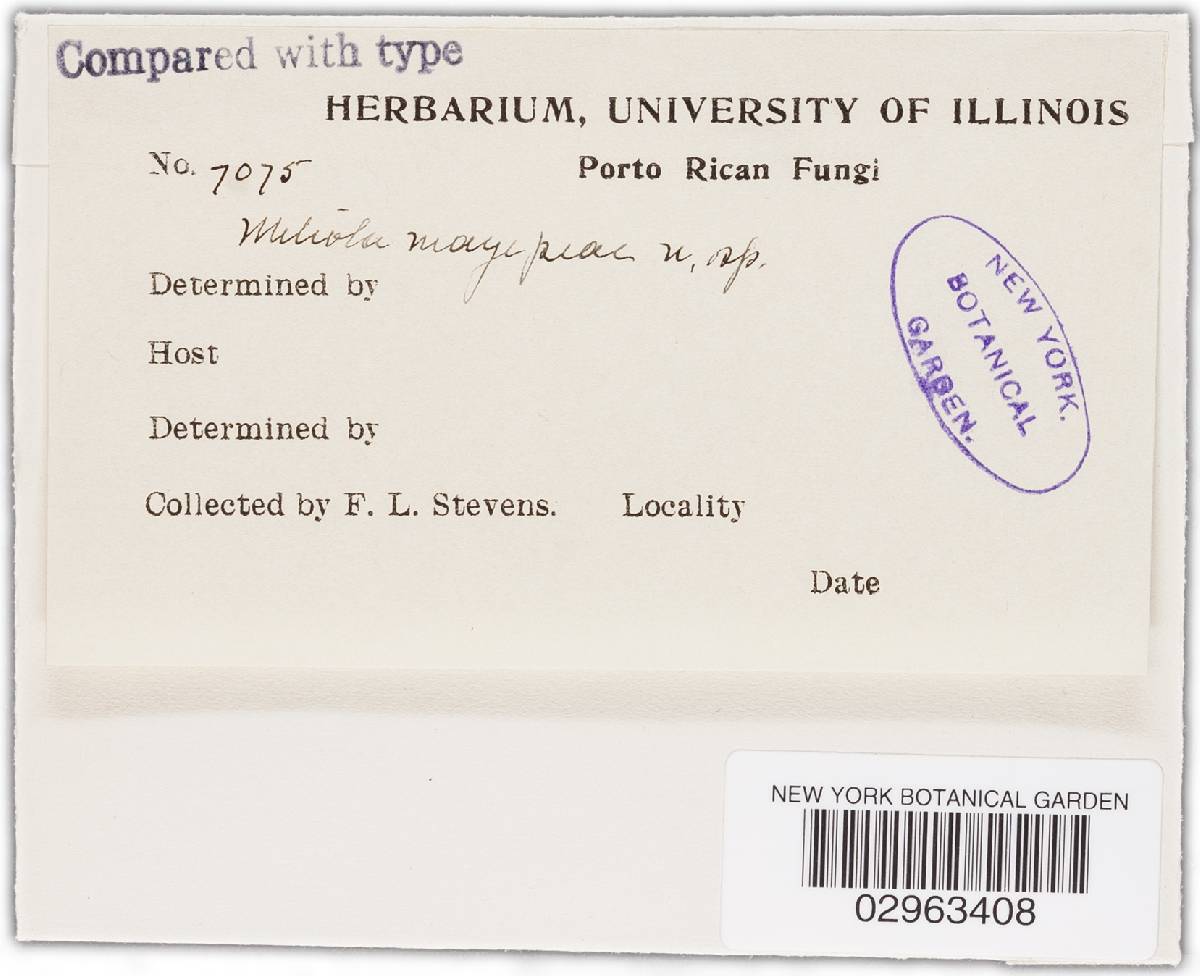 Compared with type
HERBARIUM, UNIVERSITY OF ILLINOIS
No. 7075
Porto Rican Fungi
Meliola mayepeae n. sp.
Determined by
Host
Determined by
Collected by F. L. Stevens. Locality
Date
NEW YORK.
BOTANICAL
GARDEN.
NEW YORK BOTANICAL GARDEN
02963408